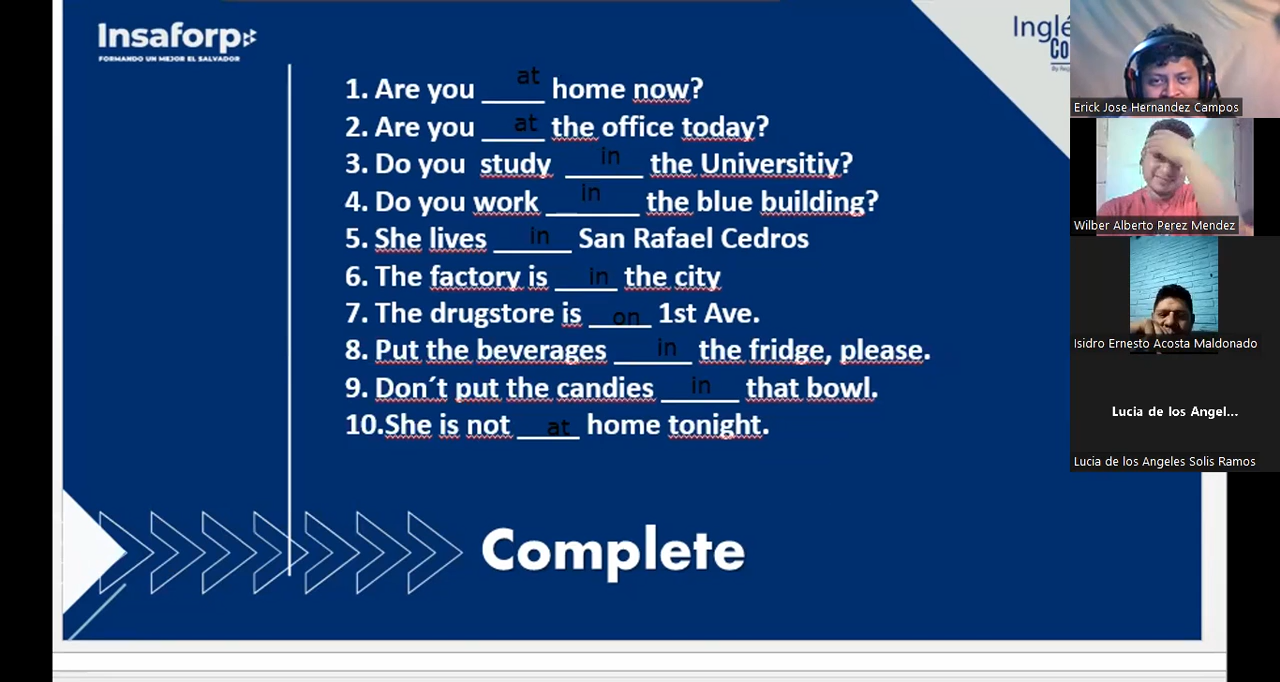 Insaforp
FORMANDO UN MEJOR EL SALVADOR
Inglé
1. Are you at home now?
2. Are you at the office today?
3. Do you study in the Universitiy?
4. Do you work in the blue building?
5. She lives in San Rafael Cedros
6. The factory is in the city
7. The drugstore is on 1st Ave.
8. Put the beverages in the fridge, please.
9. Don´t put the candies in that bowl.
10.She is not at home tonight.
Complete
Erick Jose Hernandez Campos
Wilber Alberto Perez Mendez
Isidro Ernesto Acosta Maldonado
Lucia de los Angel...
Lucia de los Angeles Solis Ramos